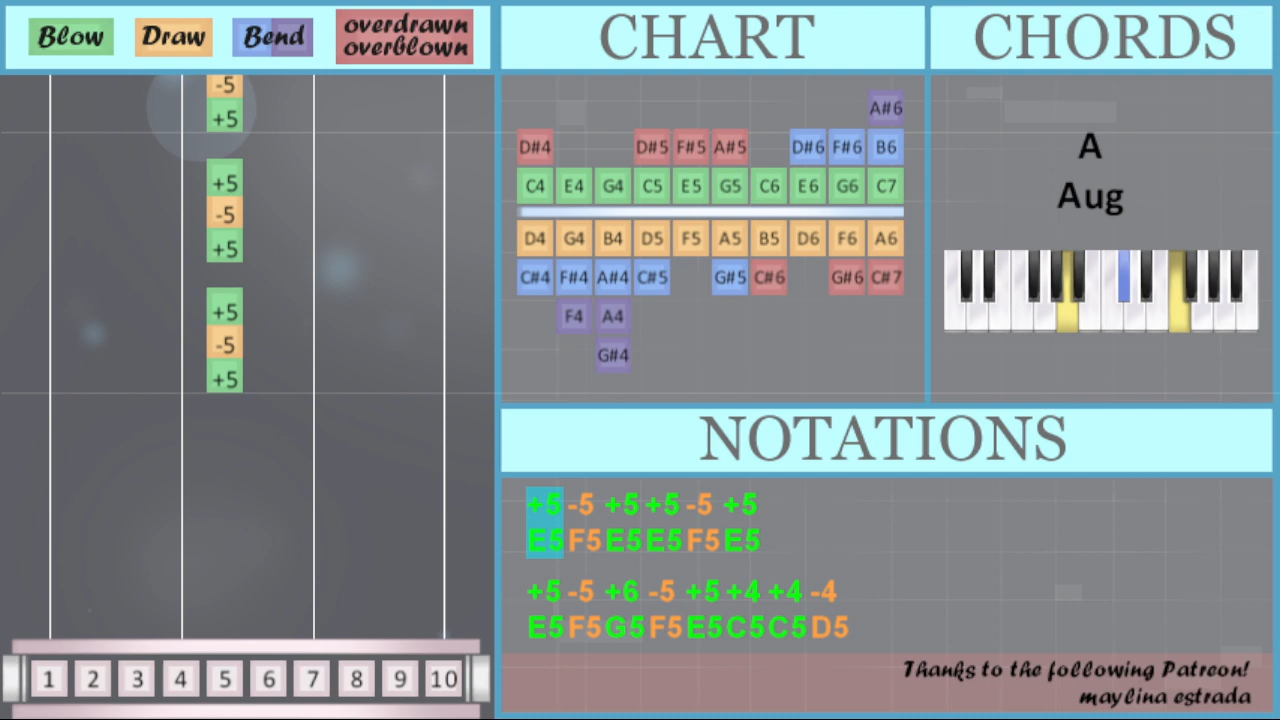 Blow Draw Bend overdrawn
overblown
CHART
CHORDS
-5
+5
+5
-5
+5
+5
-5
+5
1 2 3 4 5 6 7 8 9 10
A#6
D#4 D#5 F#5 A#5 D#6 F#6 B6
C4 E4 G4 C5 E5 G5 C6 E6 G6 C7
D4 G4 B4 D5 F5 A5 B5 D6 F6 A6
C#4 F#4 A#4 C#5 G#5 C#6 G#6 C#7
F4 A4
G#4
A
Aug
NOTATIONS
+5 -5 +5 +5 -5 +5
E5 F5 E5 E5 F5 E5
+5 -5 +6 -5 +5 +4 +4 -4
E5 F5 G5 F5 E5 C5 C5 D5
Thanks to the following Patreon!
maylina estrada